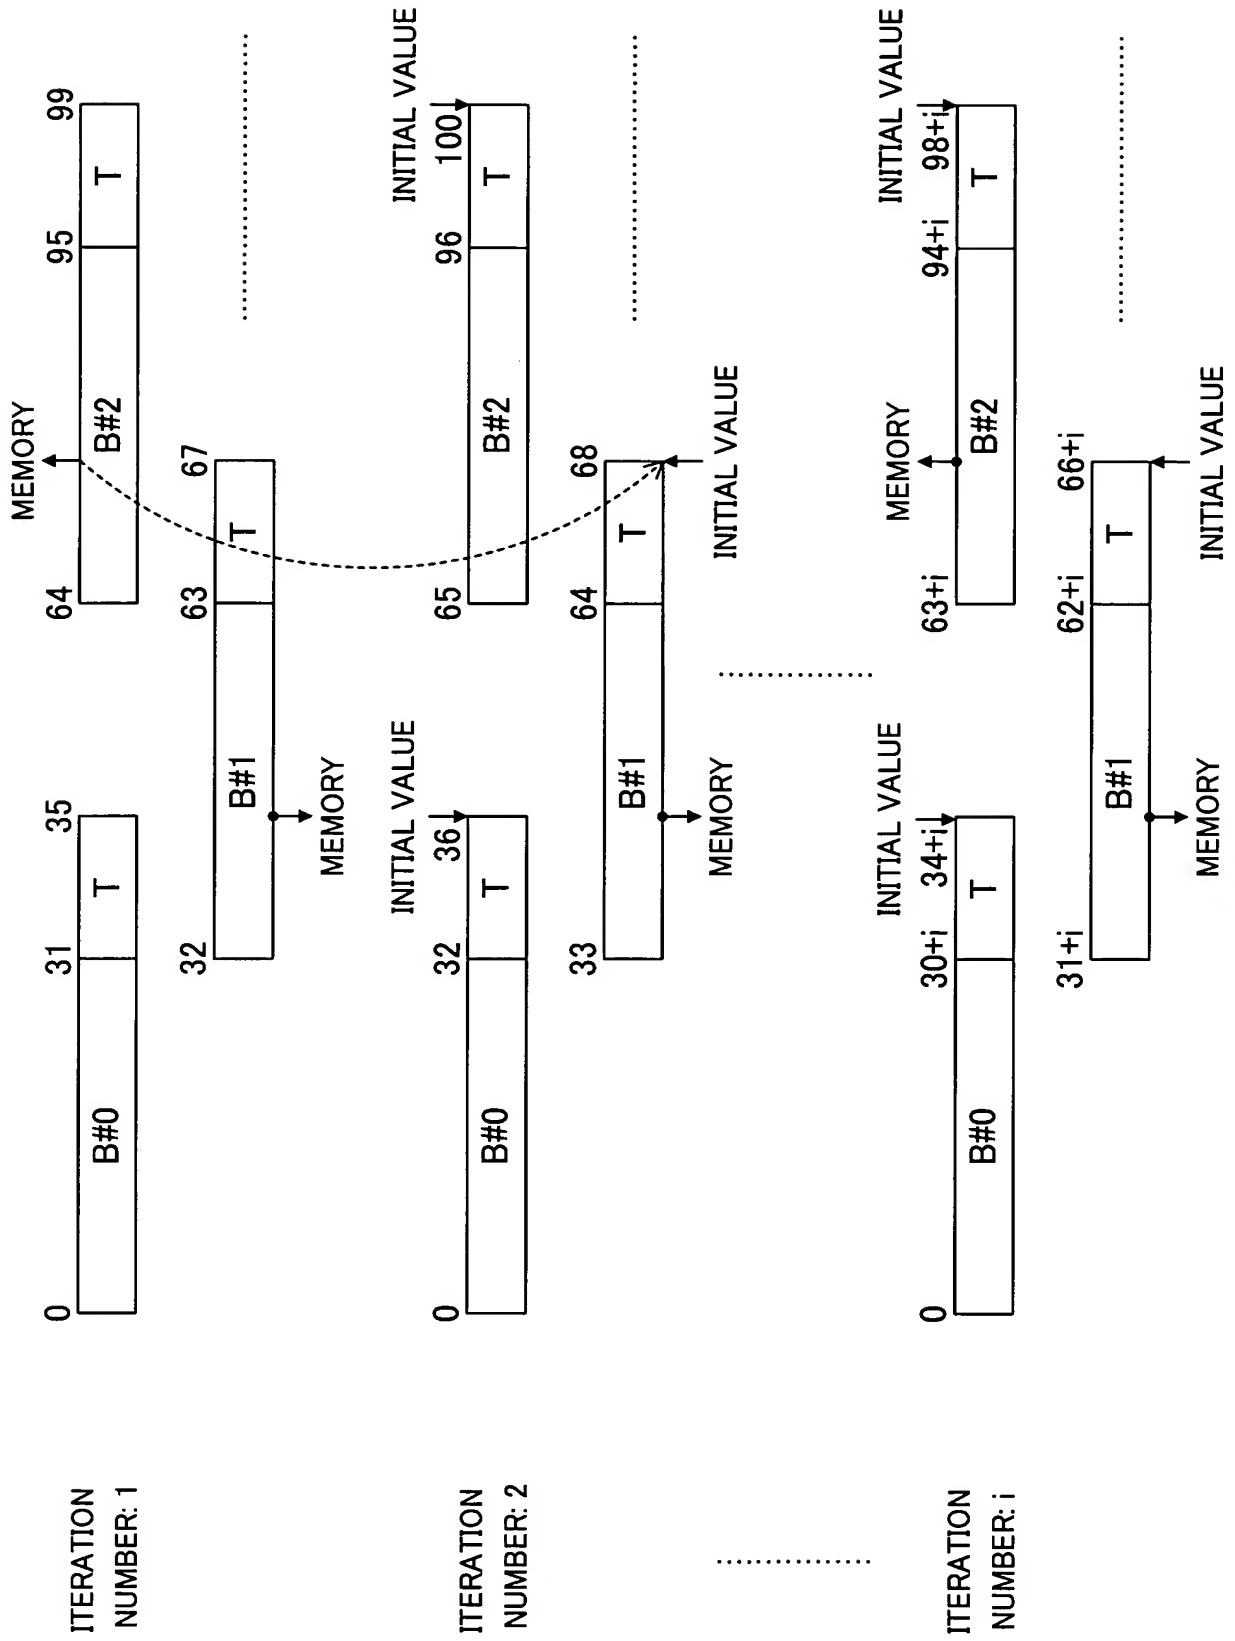 ITERATION
NUMBER: 1
0
31
35
B#0
T
32
63
67
B#1
T
MEMORY
MEMORY
64
95
99
B#2
T
ITERATION
NUMBER: 2
INITIAL VALUE
0
32
36
B#0
T
33
64
68
B#1
T
MEMORY
INITIAL VALUE
INITIAL VALUE
65
96
100
B#2
T
ITERATION
NUMBER: i
INITIAL VALUE
0
30+i
34+i
B#0
T
31+i
62+i
66+i
B#1
T
MEMORY
INITIAL VALUE
MEMORY
INITIAL VALUE
63+i
94+i
98+i
B#2
T